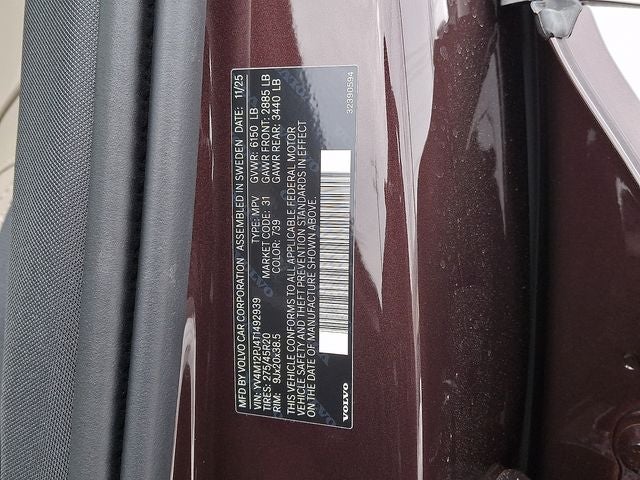 MFD BY VOLVO CAR CORPORATION ASSEMBLED IN SWEDEN DATE: 11/25
VIN: YV4M12PJ4T1492939 TYPE: MPV GVWR: 6150 LB
TIRES: 275/45R20 MARKET CODE: 31 GAWR FRONT: 2885 LB
RIM: 9Jx20x38.5 COLOR: 739 GAWR REAR: 3440 LB
THIS VEHICLE CONFORMS TO ALL APPLICABLE FEDERAL MOTOR
VEHICLE SAFETY AND THEFT PREVENTION STANDARDS IN EFFECT
ON THE DATE OF MANUFACTURE SHOWN ABOVE.
VOLVO
32390594